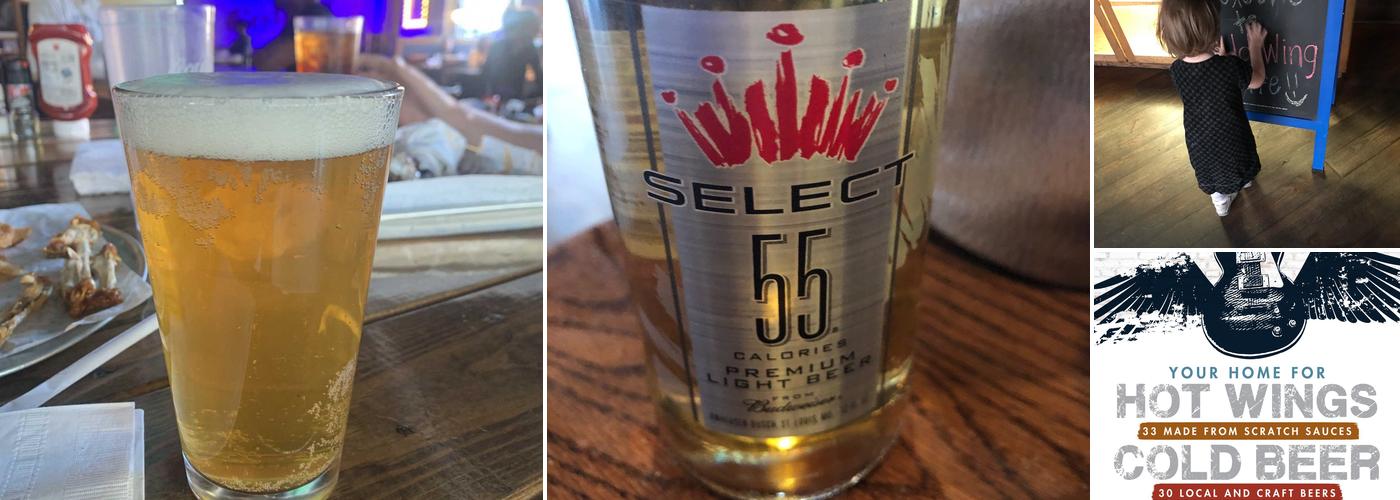 SELECT
55
CALORIES
PREMIUM
LIGHT BEER
FROM
Budweiser
Wing
YOUR HOME FOR
HOT WINGS
33 MADE FROM SCRATCH SAUCES
COLD BEER
30 LOCAL AND CRAFT BEERS